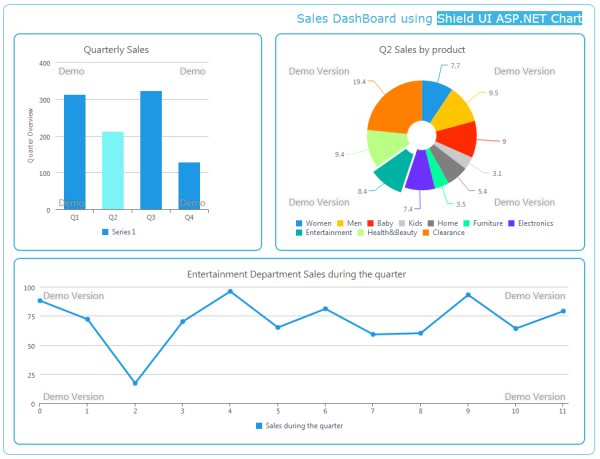 Sales DashBoard using Shield UI ASP.NET Chart
Quarterly Sales
Demo
Demo
Quarter Overview
400
300
200
100
0
Demo
Demo
Q1
Q2
Q3
Q4
Series 1
Q2 Sales by product
Demo Version
Demo Version
7.7
9.5
9
3.1
5.4
3.5
7.4
8.4
9.4
19.4
Demo Version
Demo Version
Women Men Baby Kids Home Furniture Electronics
Entertainment Health&Beauty Clearance
Entertainment Department Sales during the quarter
Demo Version
Demo Version
100
75
50
25
0
Demo Version
Demo Version
0 1 2 3 4 5 6 7 8 9 10 11
Sales during the quarter